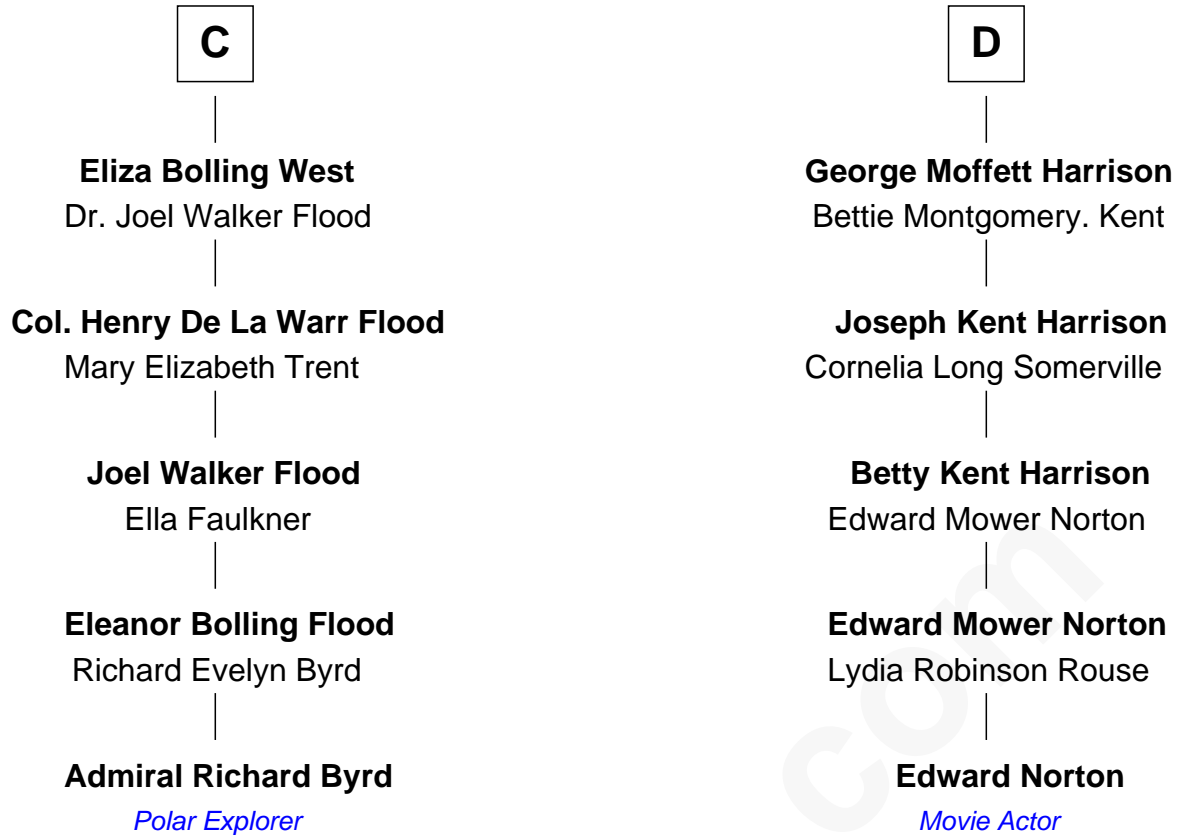 C
Eliza Bolling West
Dr. Joel Walker Flood
Col. Henry De La Warr Flood
Mary Elizabeth Trent
Joel Walker Flood
Ella Faulkner
Eleanor Bolling Flood
Richard Evelyn Byrd
Admiral Richard Byrd
Polar Explorer
D
George Moffett Harrison
Bettie Montgomery. Kent
Joseph Kent Harrison
Cornelia Long Somerville
Betty Kent Harrison
Edward Mower Norton
Edward Mower Norton
Lydia Robinson Rouse
Edward Norton
Movie Actor
com